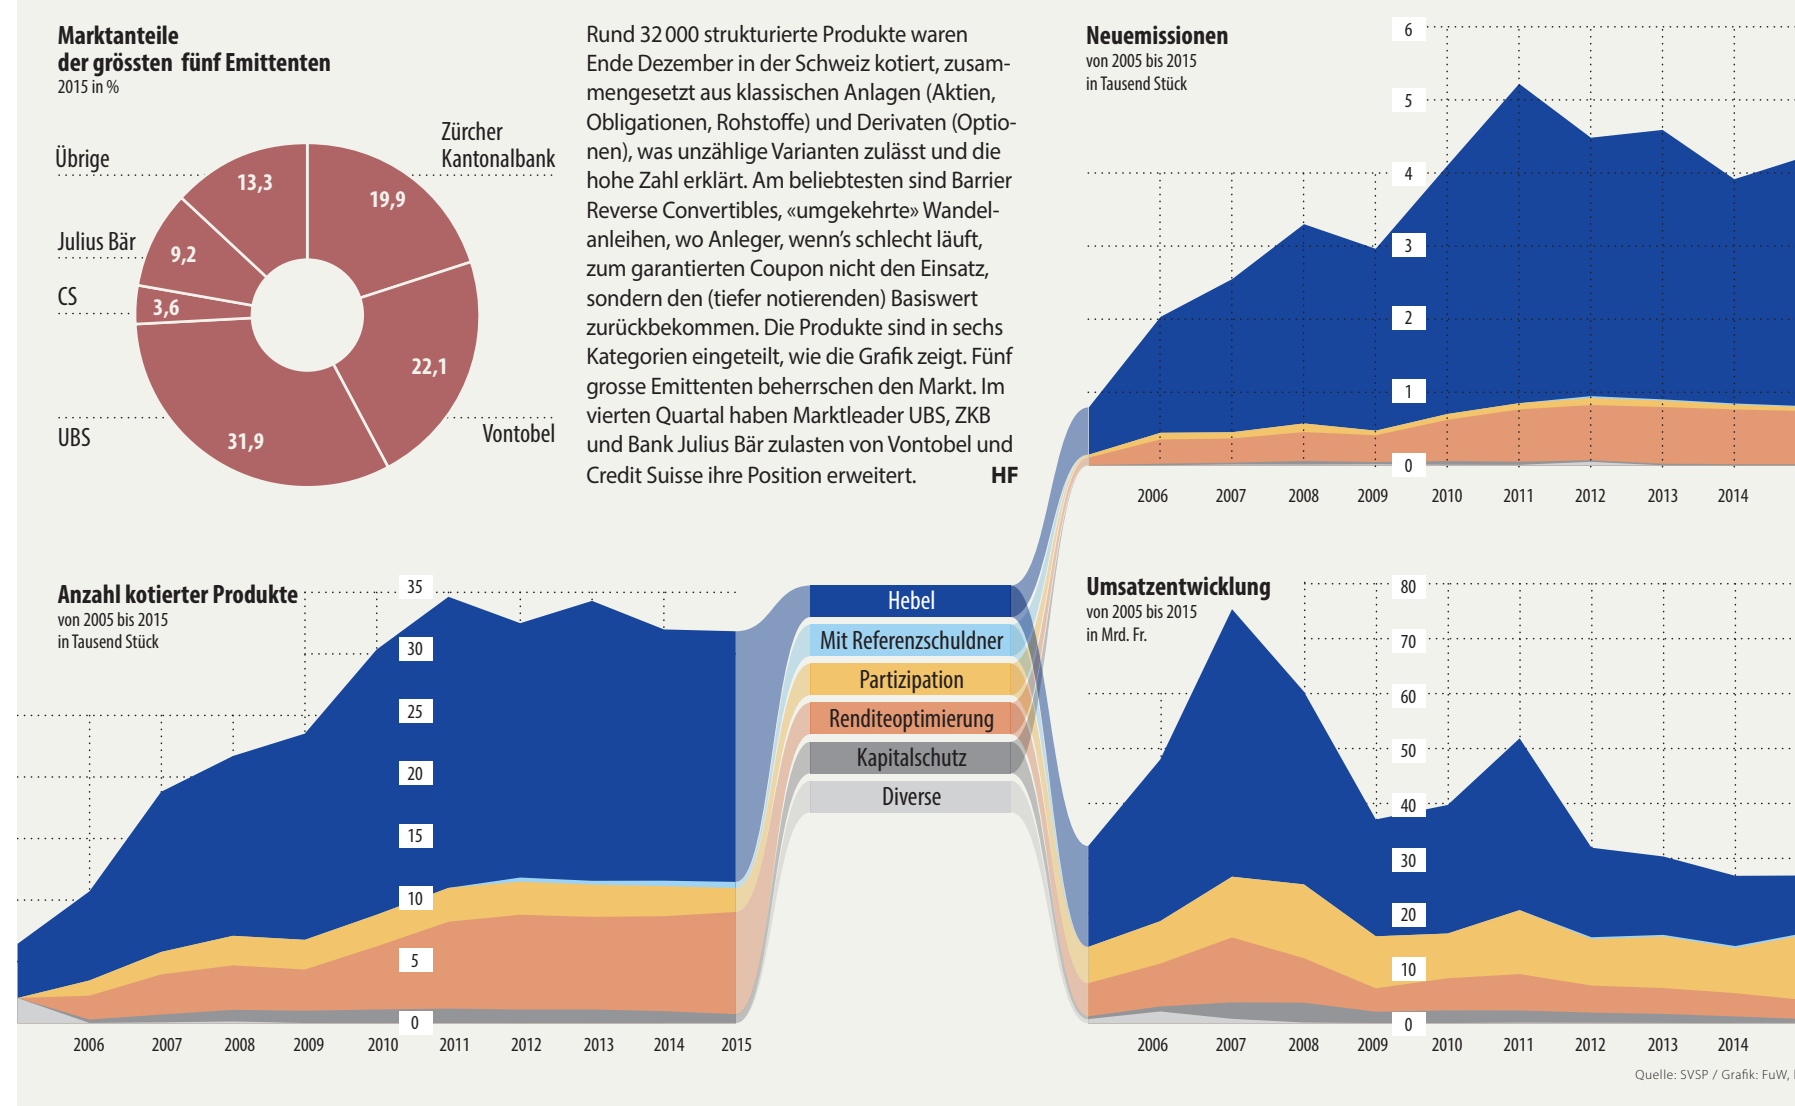 Marktanteile
der grössten fünf Emittenten
2015 in %
Übrige
Julius Bär
CS
UBS
Zürcher
Kantonalbank
Vontobel
13,3
19,9
9,2
3,6
22,1
31,9
Rund 32 000 strukturierte Produkte waren
Ende Dezember in der Schweiz kotiert, zusam-
mengesetzt aus klassischen Anlagen (Aktien,
Obligationen, Rohstoffe) und Derivaten (Optio-
nen), was unzählige Varianten zulässt und die
hohe Zahl erklärt. Am beliebtesten sind Barrier
Reverse Convertibles, «umgekehrte» Wandel-
anleihen, wo Anleger, wenn’s schlecht läuft,
zum garantierten Coupon nicht den Einsatz,
sondern den (tiefer notierenden) Basiswert
zurückbekommen. Die Produkte sind in sechs
Kategorien eingeteilt, wie die Grafik zeigt. Fünf
grosse Emittenten beherrschen den Markt. Im
vierten Quartal haben Marktleader UBS, ZKB
und Bank Julius Bär zulasten von Vontobel und
Credit Suisse ihre Position erweitert. HF
Neuemissionen
von 2005 bis 2015
in Tausend Stück
6
5
4
3
2
1
0
2006 2007 2008 2009 2010 2011 2012 2013 2014
Anzahl kotierter Produkte
von 2005 bis 2015
in Tausend Stück
35
30
25
20
15
10
5
0
2006 2007 2008 2009 2010 2011 2012 2013 2014 2015
Hebel
Mit Referenzschuldner
Partizipation
Renditeoptimierung
Kapitalschutz
Diverse
Umsatzentwicklung
von 2005 bis 2015
in Mrd. Fr.
80
70
60
50
40
30
20
10
0
2006 2007 2008 2009 2010 2011 2012 2013 2014
Quelle: SVSP / Grafik: FuW,